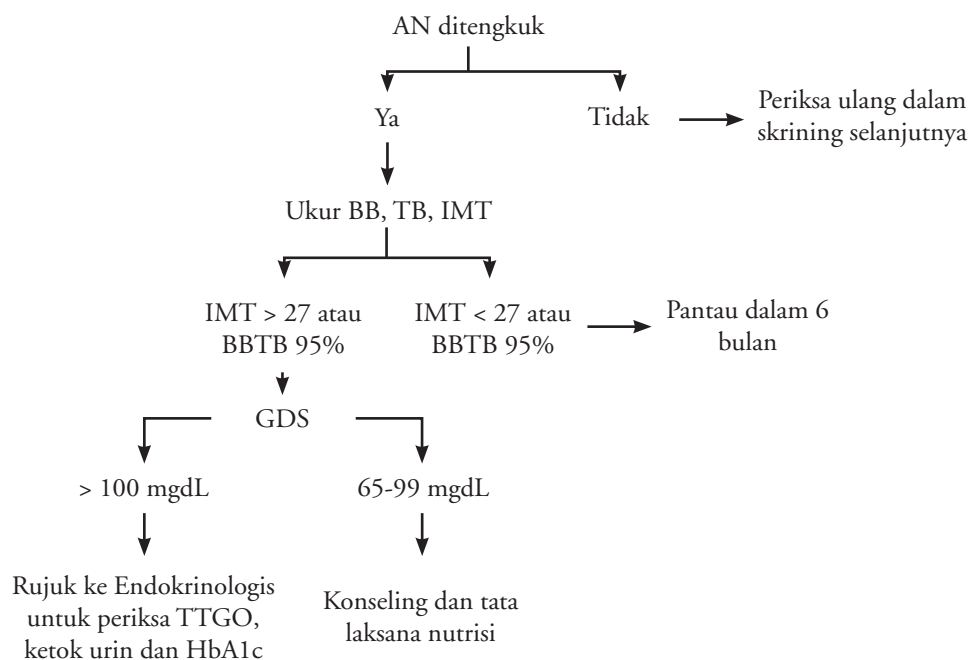 AN ditengkuk
Ya
Tidak
Periksa ulang dalam
skrining selanjutnya
Ukur BB, TB, IMT
IMT > 27 atau
BBTB 95%
IMT < 27 atau
BBTB 95%
Pantau dalam 6
bulan
GDS
> 100 mgdL
65-99 mgdL
Rujuk ke Endokrinologis
untuk periksa TTGO,
ketok urin dan HbA1c
Konseling dan tata
laksana nutrisi